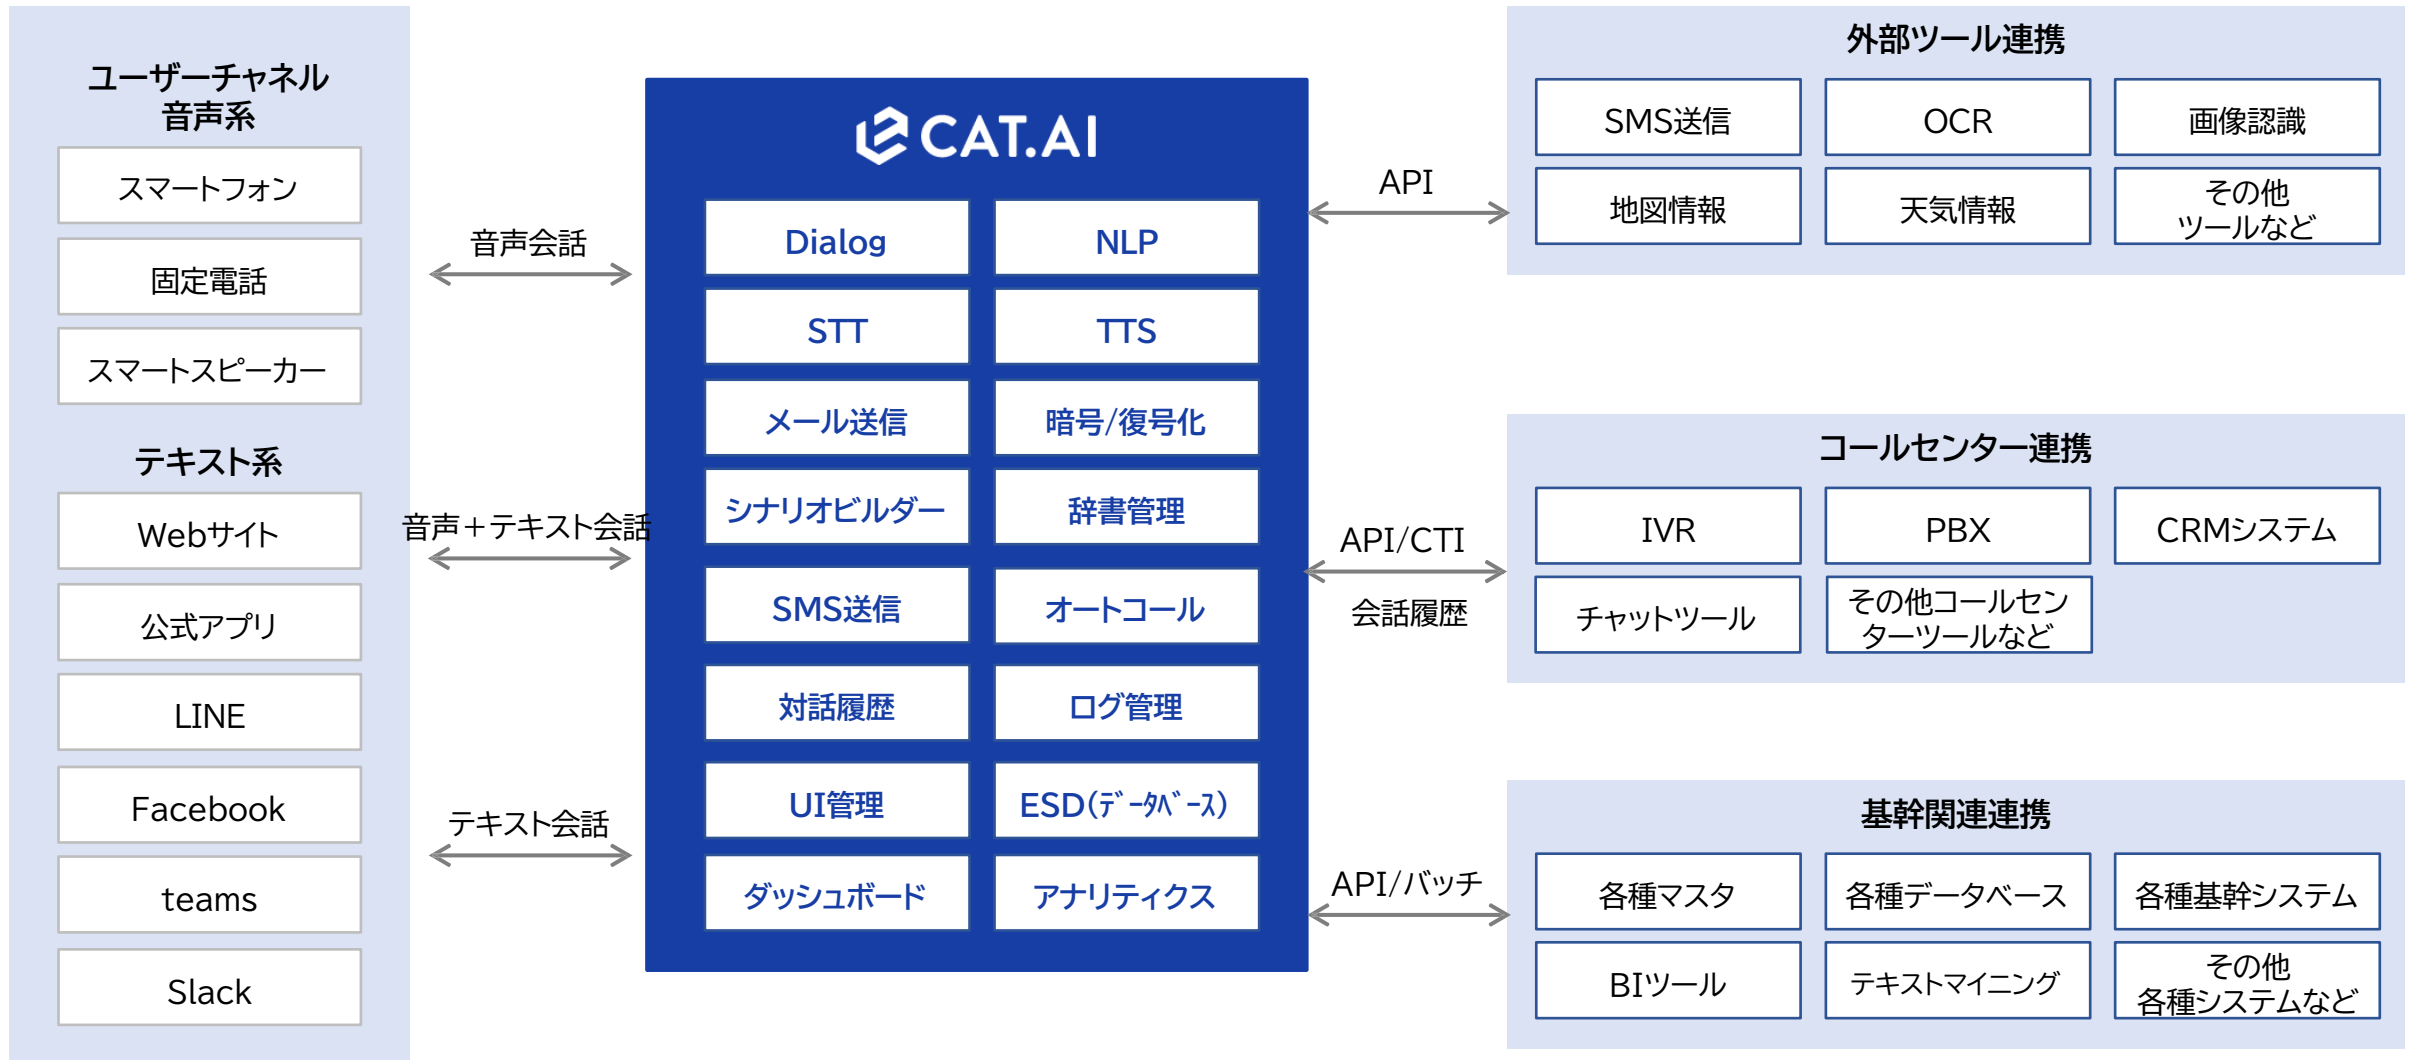 ユーザーチャネル
音声系
スマートフォン
固定電話
スマートスピーカー
テキスト系
Webサイト
公式アプリ
LINE
Facebook
teams
Slack
音声会話
音声＋テキスト会話
テキスト会話
CAT.AI
Dialog
NLP
STT
TTS
メール送信
暗号/復号化
シナリオビルダー
辞書管理
SMS送信
オートコール
対話履歴
ログ管理
UI管理
ESD(ﾃﾞｰﾀﾍﾞｰｽ)
ダッシュボード
アナリティクス
API
API/CTI
会話履歴
API/バッチ
外部ツール連携
SMS送信
OCR
画像認識
地図情報
天気情報
その他
ツールなど
コールセンター連携
IVR
PBX
CRMシステム
チャットツール
その他コールセン
ターツールなど
基幹関連連携
各種マスタ
各種データベース
各種基幹システム
BIツール
テキストマイニング
その他
各種システムなど